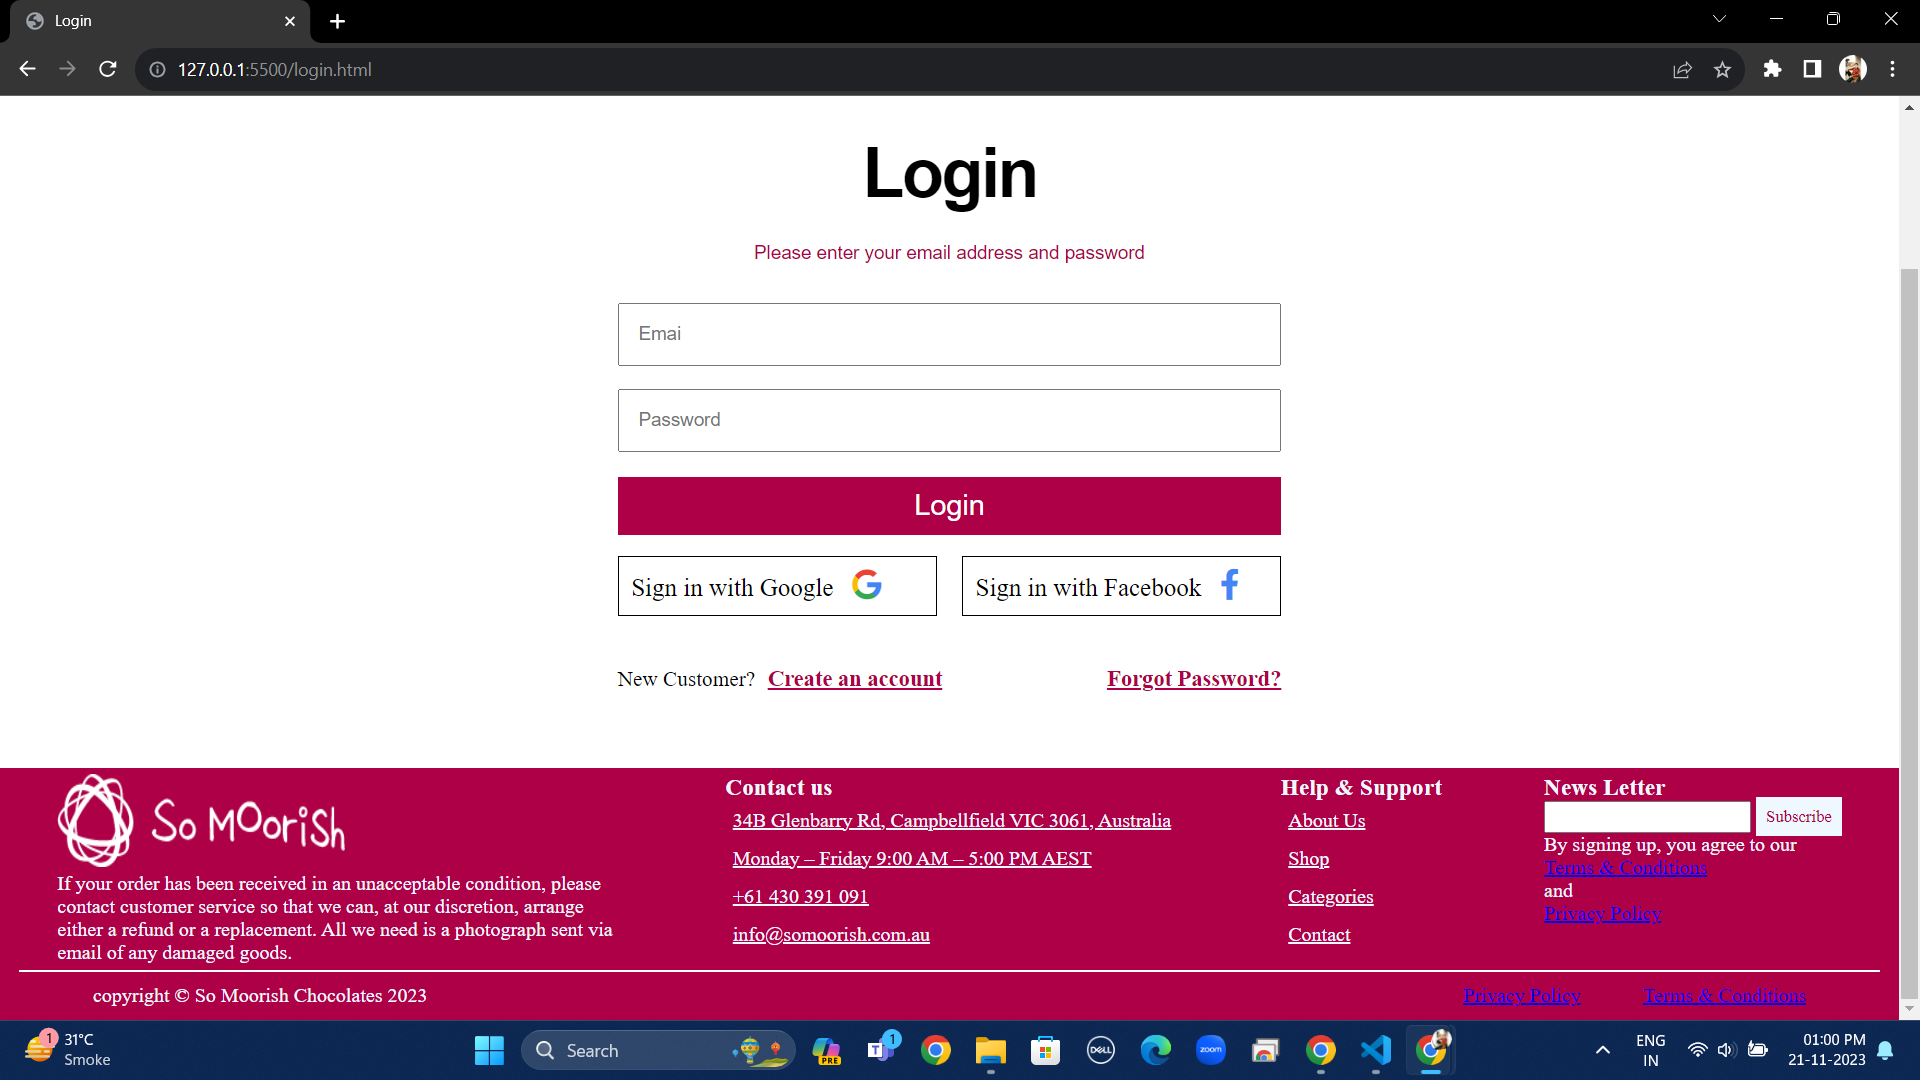 Login
127.0.0.1:5500/login.html
Login
Please enter your email address and password
Emai
Password
Login
Sign in with Google
Sign in with Facebook
New Customer? Create an account
Forgot Password?
So Moorish
If your order has been received in an unacceptable condition, please
contact customer service so that we can, at our discretion, arrange
either a refund or a replacement. All we need is a photograph sent via
email of any damaged goods.
Contact us
34B Glenbarry Rd, Campbellfield VIC 3061, Australia
Monday – Friday 9:00 AM – 5:00 PM AEST
+61 430 391 091
info@somoorish.com.au
Help & Support
About Us
Shop
Categories
Contact
News Letter
Subscribe
By signing up, you agree to our
Terms & Conditions
and
Privacy Policy
copyright © So Moorish Chocolates 2023
Privacy Policy
Terms & Conditions
1
31°C
Smoke
Search
PRE
T
1
DELL
zoom
ENG
IN
01:00 PM
21-11-2023